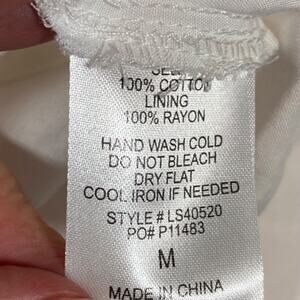 100% COTTON
LINING
100% RAYON
HAND WASH COLD
DO NOT BLEACH
DRY FLAT
COOL IRON IF NEEDED
STYLE # LS40520
PO# P11483
M
MADE IN CHINA